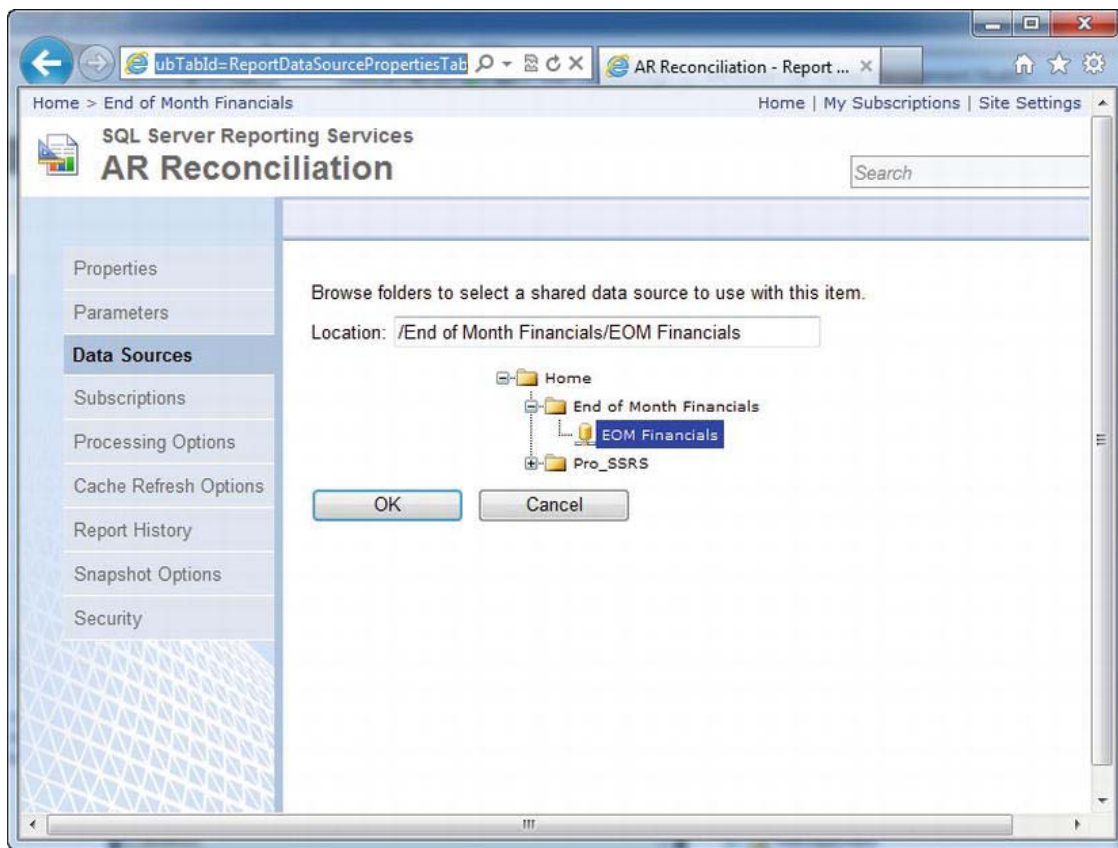 ubTabId=ReportDataSourcePropertiesTab
AR Reconciliation - Report ...
Home > End of Month Financials
Home | My Subscriptions | Site Settings
SQL Server Reporting Services
AR Reconciliation
Search
Properties
Parameters
Data Sources
Subscriptions
Processing Options
Cache Refresh Options
Report History
Snapshot Options
Security
Browse folders to select a shared data source to use with this item.
Location: /End of Month Financials/EOM Financials
Home
End of Month Financials
EOM Financials
Pro_SSRS
OK
Cancel